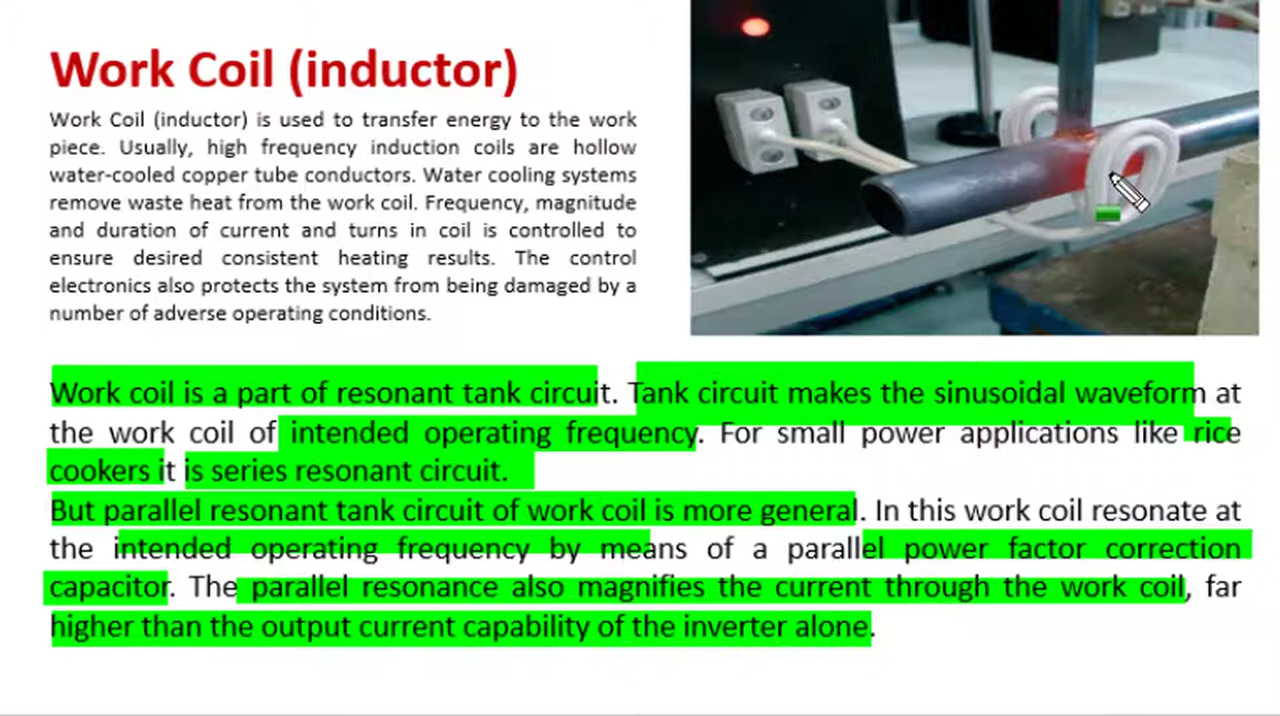 Work Coil (inductor)
Work Coil (inductor) is used to transfer energy to the work
piece. Usually, high frequency induction coils are hollow
water-cooled copper tube conductors. Water cooling systems
remove waste heat from the work coil. Frequency, magnitude
and duration of current and turns in coil is controlled to
ensure desired consistent heating results. The control
electronics also protects the system from being damaged by a
number of adverse operating conditions.
Work coil is a part of resonant tank circuit. Tank circuit makes the sinusoidal waveform at
the work coil of intended operating frequency. For small power applications like rice
cookers it is series resonant circuit.
But parallel resonant tank circuit of work coil is more general. In this work coil resonate at
the intended operating frequency by means of a parallel power factor correction
capacitor. The parallel resonance also magnifies the current through the work coil, far
higher than the output current capability of the inverter alone.